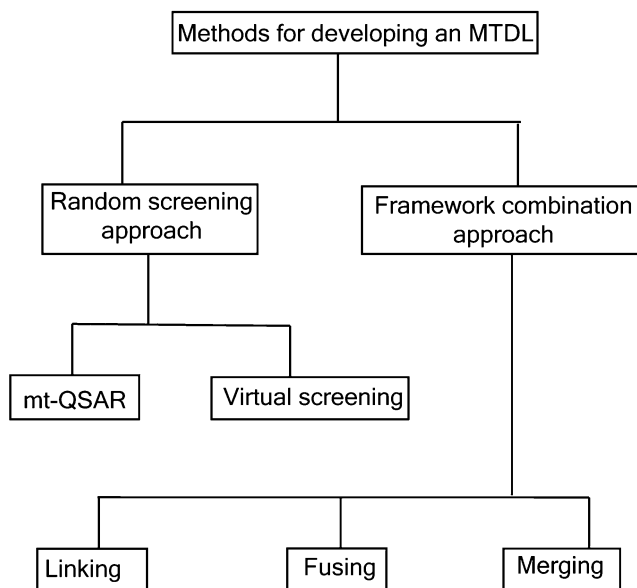 Methods for developing an MTDL
Random screening
approach
Framework combination
approach
mt-QSAR
Virtual screening
Linking
Fusing
Merging